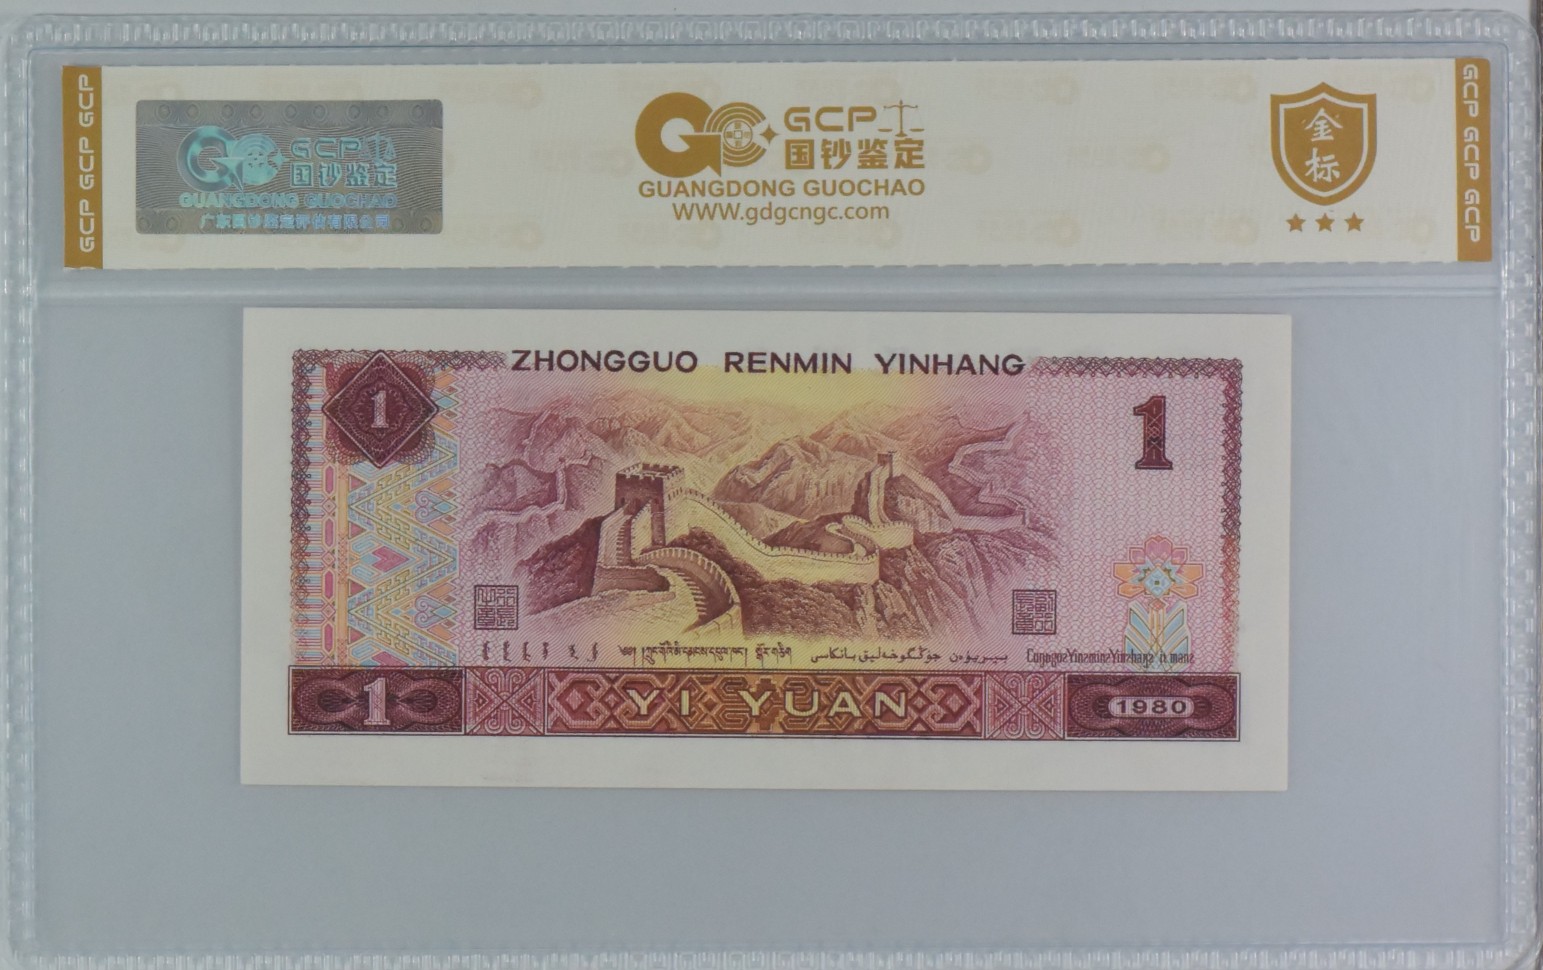 GCP GCP GCP
GCP
国钞鉴定
GUANGDONG GUOCHAO
GCP
国钞鉴定
GUANGDONG GUOCHAO
WWW.gdgcngc.com
金标
GCP GCP GCP
ZHONGGUO RENMIN YINHANG
1
1
1
YI YUAN
1980